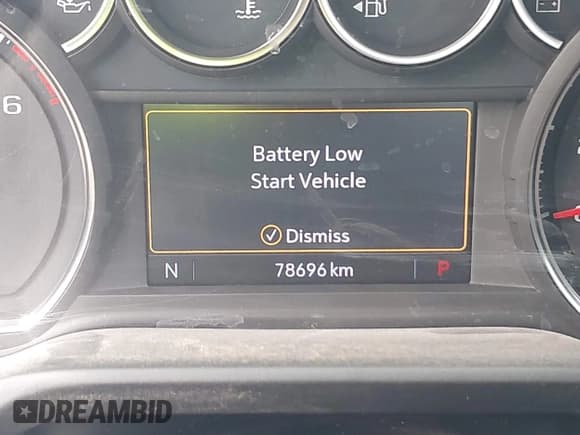 6
Battery Low
Start Vehicle
Dismiss
N 78696 km P
DREAMBID